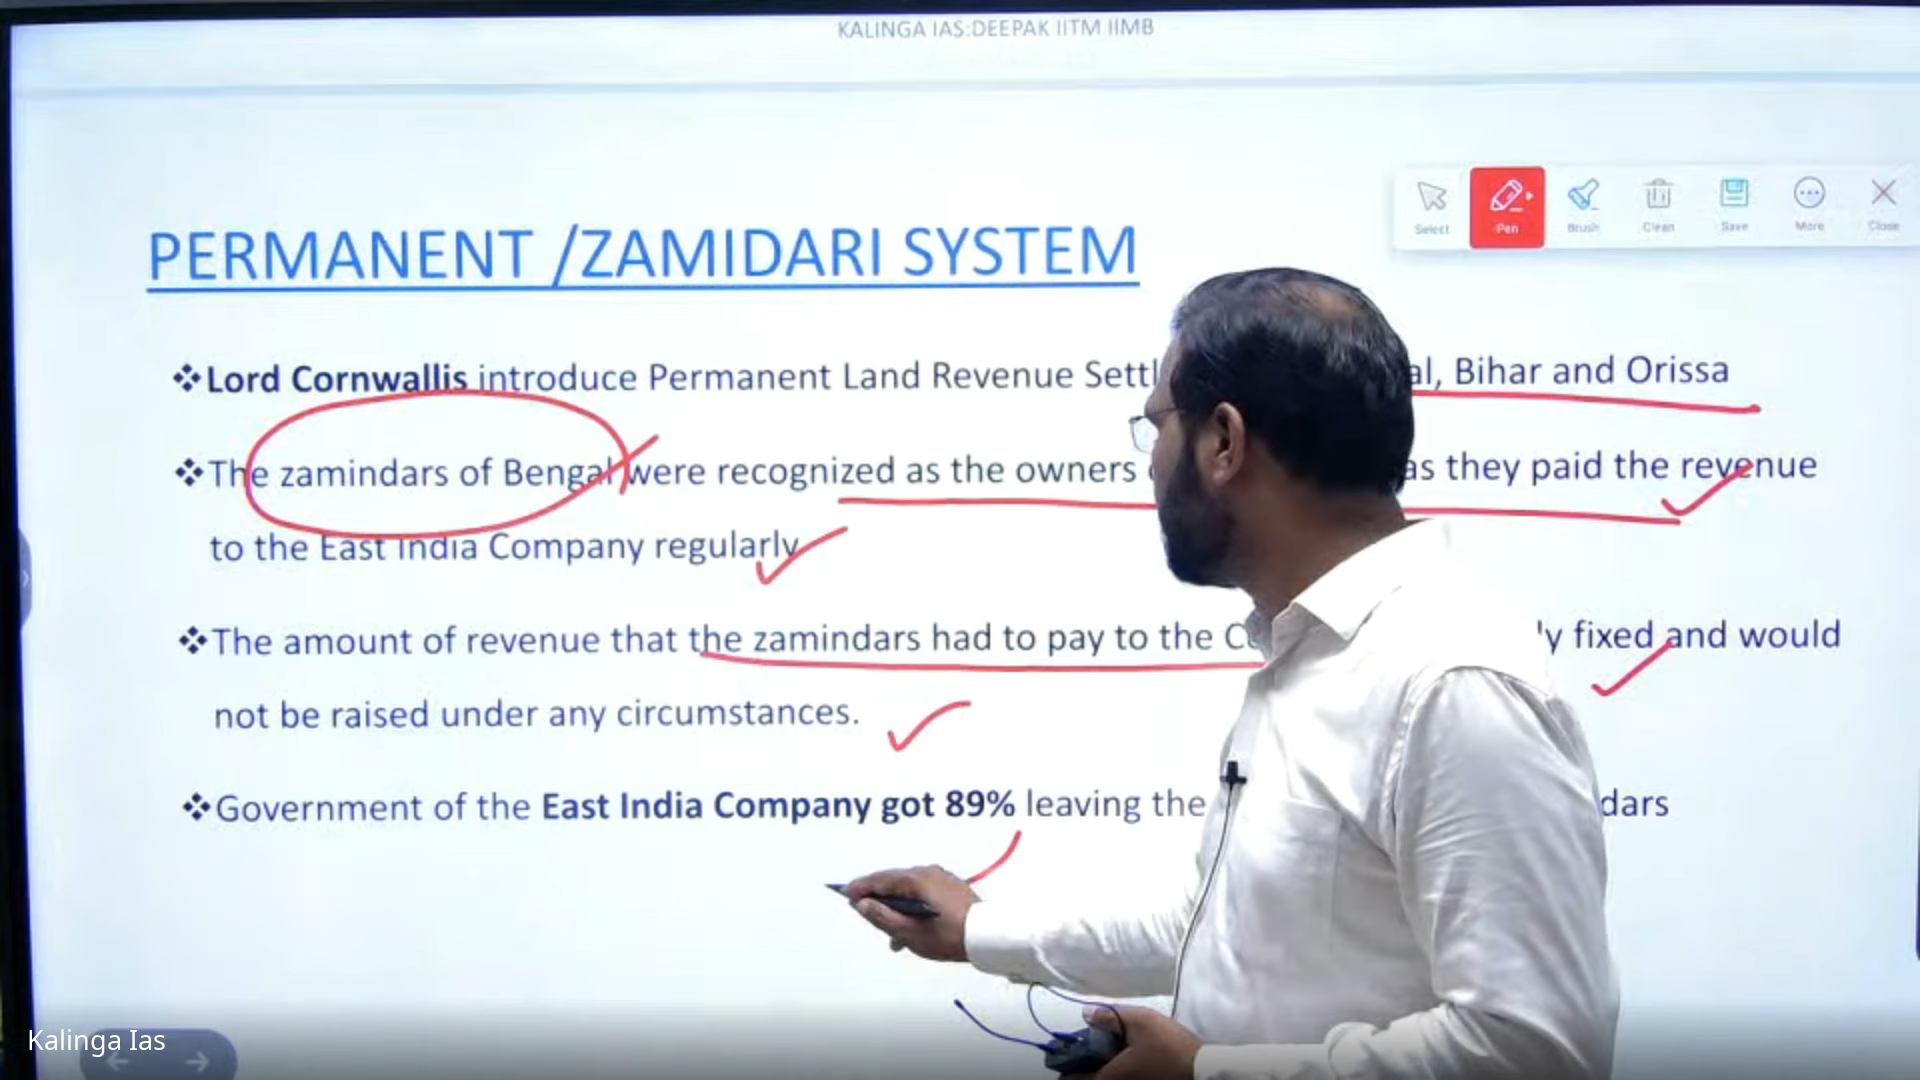 KALINGA IAS:DEEPAK IITM IIMB
Select Pen Brush Clean Save More Close
PERMANENT /ZAMIDARI SYSTEM
❖Lord Cornwallis introduce Permanent Land Revenue Bihar and Orissa
❖The zamindars of Bengal were recognized as the owners as they paid the revenue
to the East India Company regularly
❖The amount of revenue that the zamindars had to pay to the fixed and would
not be raised under any circumstances.
❖Government of the East India Company got 89% leaving the
Kalinga Ias